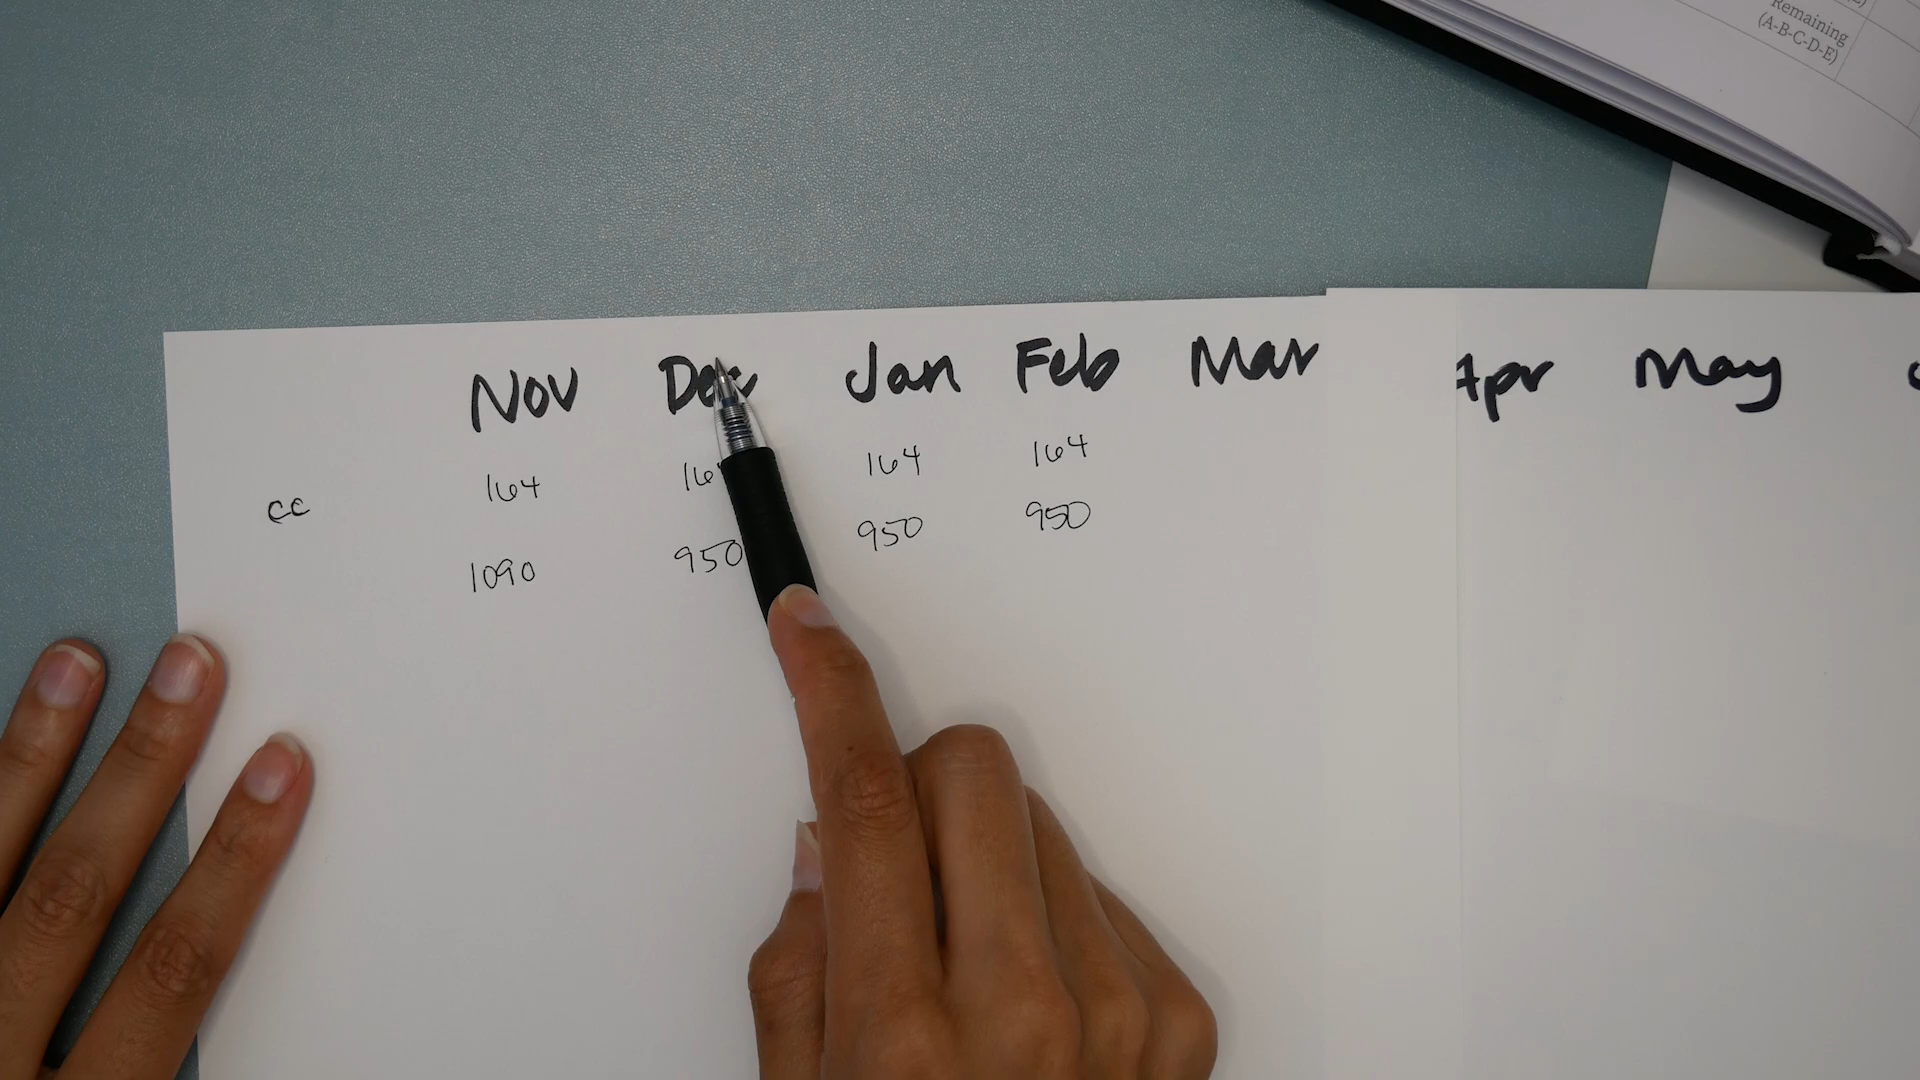 Remaining
(A-B-C-D-E)
Nov Dec Jan Feb Mar Apr May
cc 164 164 164
1090 950 950 950